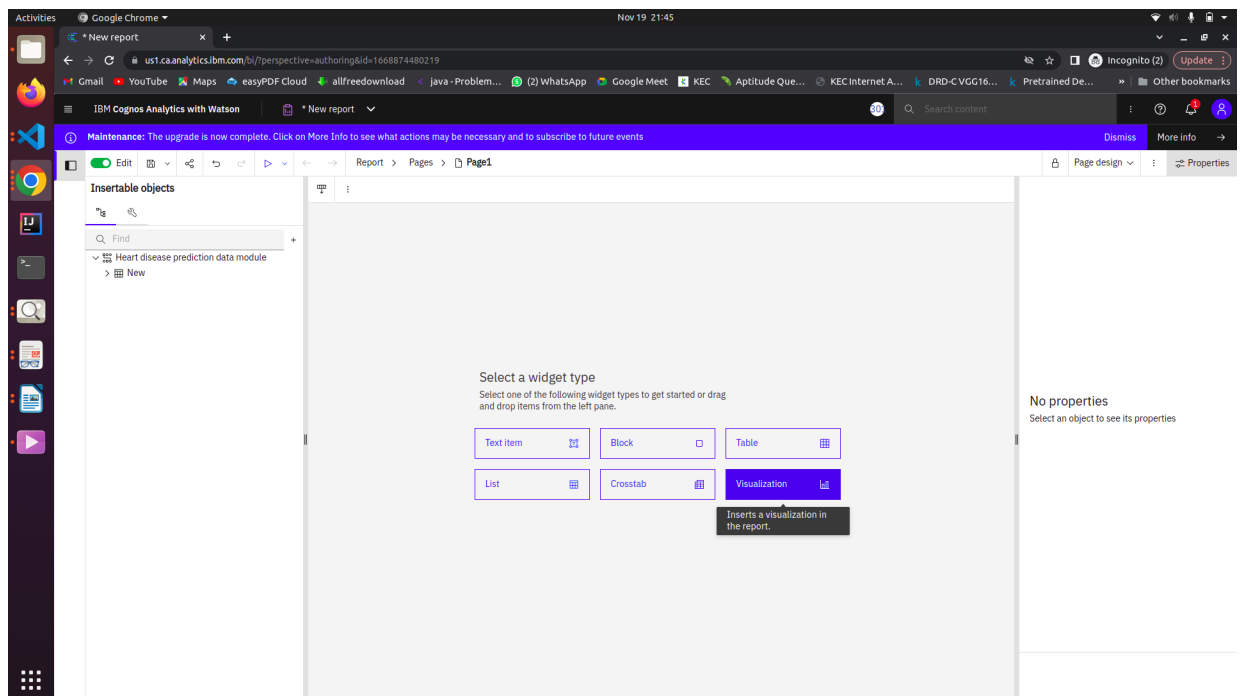 Activities
Google Chrome
Nov 19 21:45
* New report
us1.ca.analytics.ibm.com/bi/?perspective=authoring&id=1668874480219
Incognito (2)
Update
Gmail
YouTube
Maps
easyPDF Cloud
allfreedownload
java - Problem...
(2) WhatsApp
Google Meet
KEC
Aptitude Que...
KEC Internet A...
DRD-C VGG16...
Pretrained De...
»
Other bookmarks
IBM Cognos Analytics with Watson
* New report
30
Search content
1
Maintenance: The upgrade is now complete. Click on More Info to see what actions may be necessary and to subscribe to future events
Dismiss
More info
Edit
Report > Pages > Page1
Page design
Properties
Insertable objects
Find
Heart disease prediction data module
New
Select a widget type
Select one of the following widget types to get started or drag
and drop items from the left pane.
Text item
Block
Table
List
Crosstab
Visualization
Inserts a visualization in
the report.
No properties
Select an object to see its properties